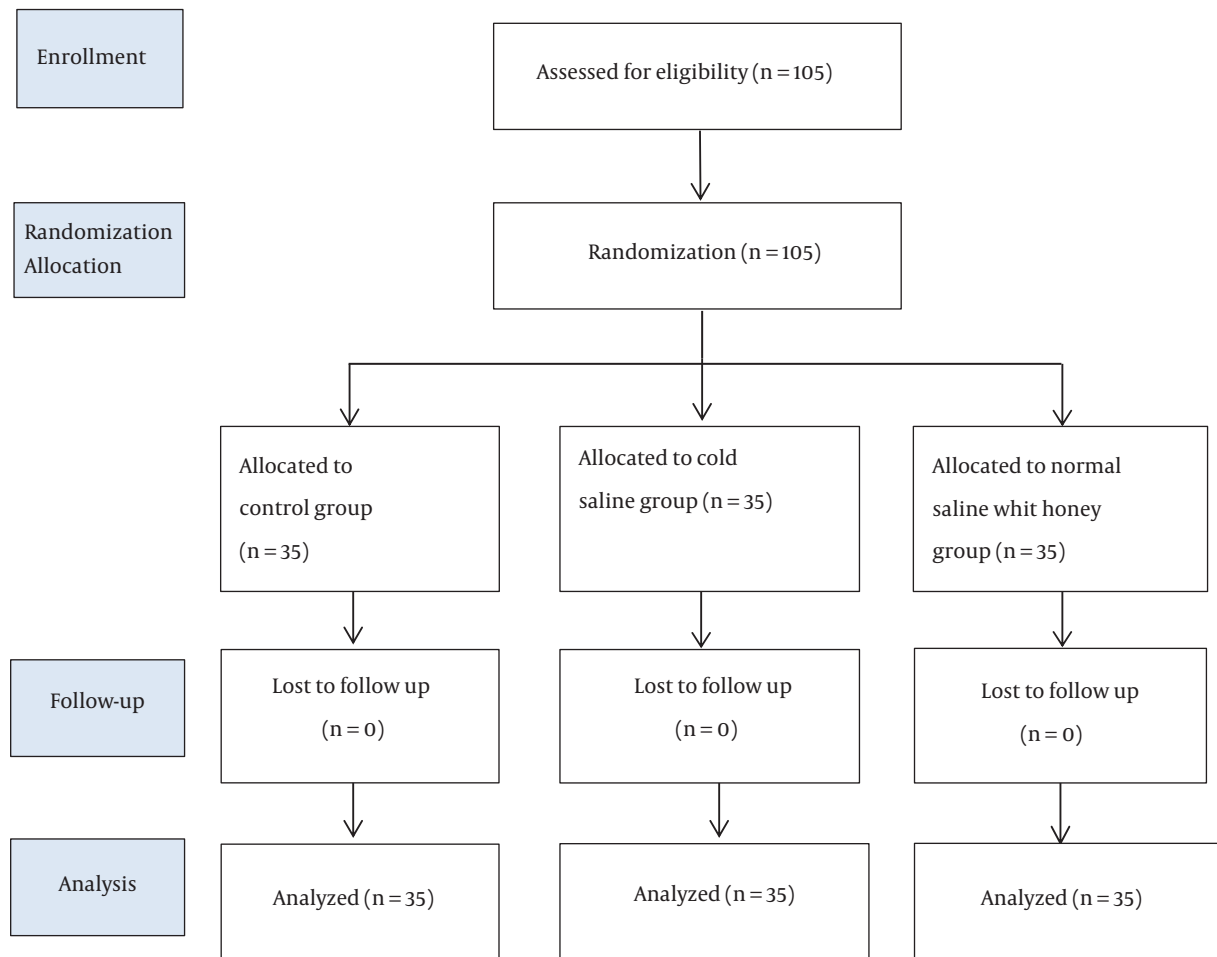 Enrollment
Assessed for eligibility (n = 105)
Randomization
Allocation
Randomization (n = 105)
Allocated to
control group
(n = 35)
Allocated to cold
saline group (n = 35)
Allocated to normal
saline whit honey
group (n = 35)
Follow-up
Lost to follow up
(n = 0)
Lost to follow up
(n = 0)
Lost to follow up
(n = 0)
Analysis
Analyzed (n = 35)
Analyzed (n = 35)
Analyzed (n = 35)